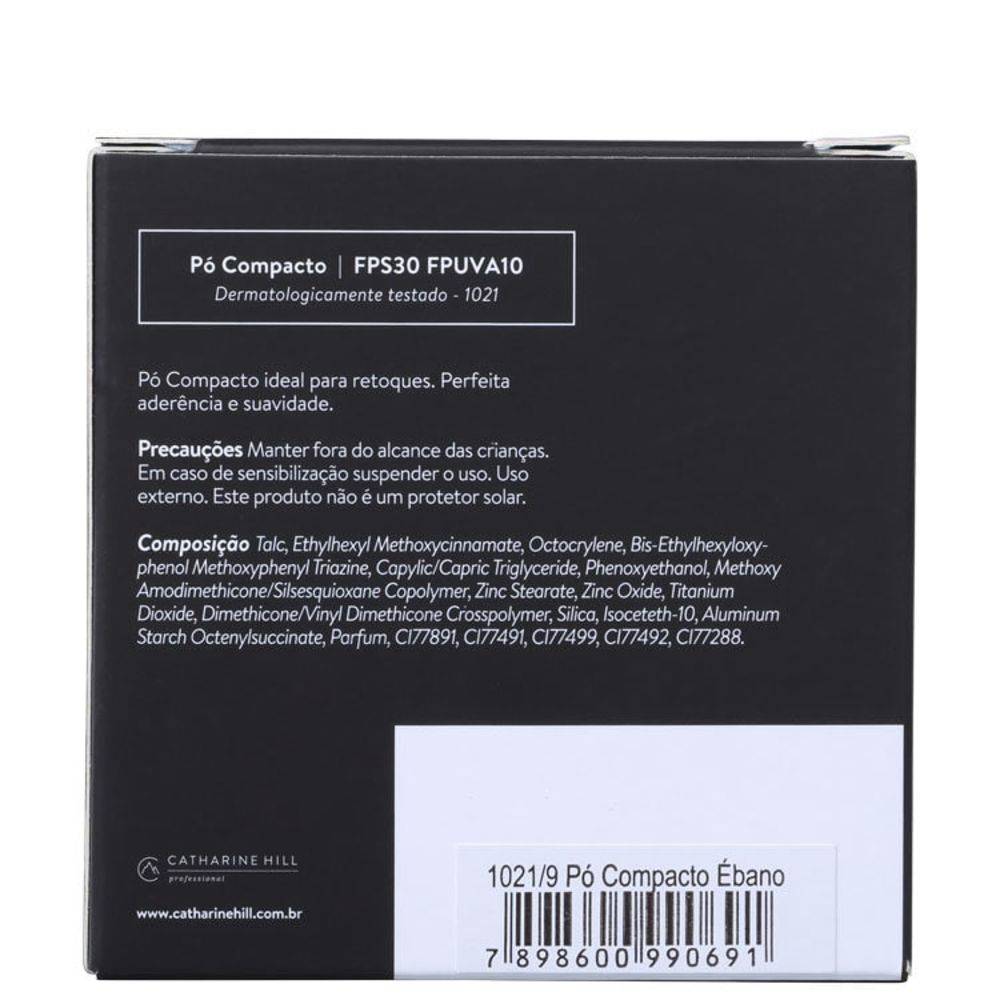 Pó Compacto | FPS30 FPUVA10
Dermatologicamente testado - 1021
Pó Compacto ideal para retoques. Perfeita
aderência e suavidade.
Precauções Manter fora do alcance das crianças.
Em caso de sensibilização suspender o uso. Uso
externo. Este produto não é um protetor solar.
Composição Talc, Ethylhexyl Methoxycinnamate, Octocrylene, Bis-Ethylhexyloxy-
phenol Methoxyphenyl Triazine, Capylic/Capric Triglyceride, Phenoxyethanol, Methoxy
Amodimethicone/Silsesquioxane Copolymer, Zinc Stearate, Zinc Oxide, Titanium
Dioxide, Dimethicone/Vinyl Dimethicone Crosspolymer, Silica, Isoceteth-10, Aluminum
Starch Octenylsuccinate, Parfum, CI77891, CI77491, CI77499, CI77492, CI77288.
CATHARINE HILL
professional
www.catharinehill.com.br
1021/9 Pó Compacto Ébano
7 898600 990691